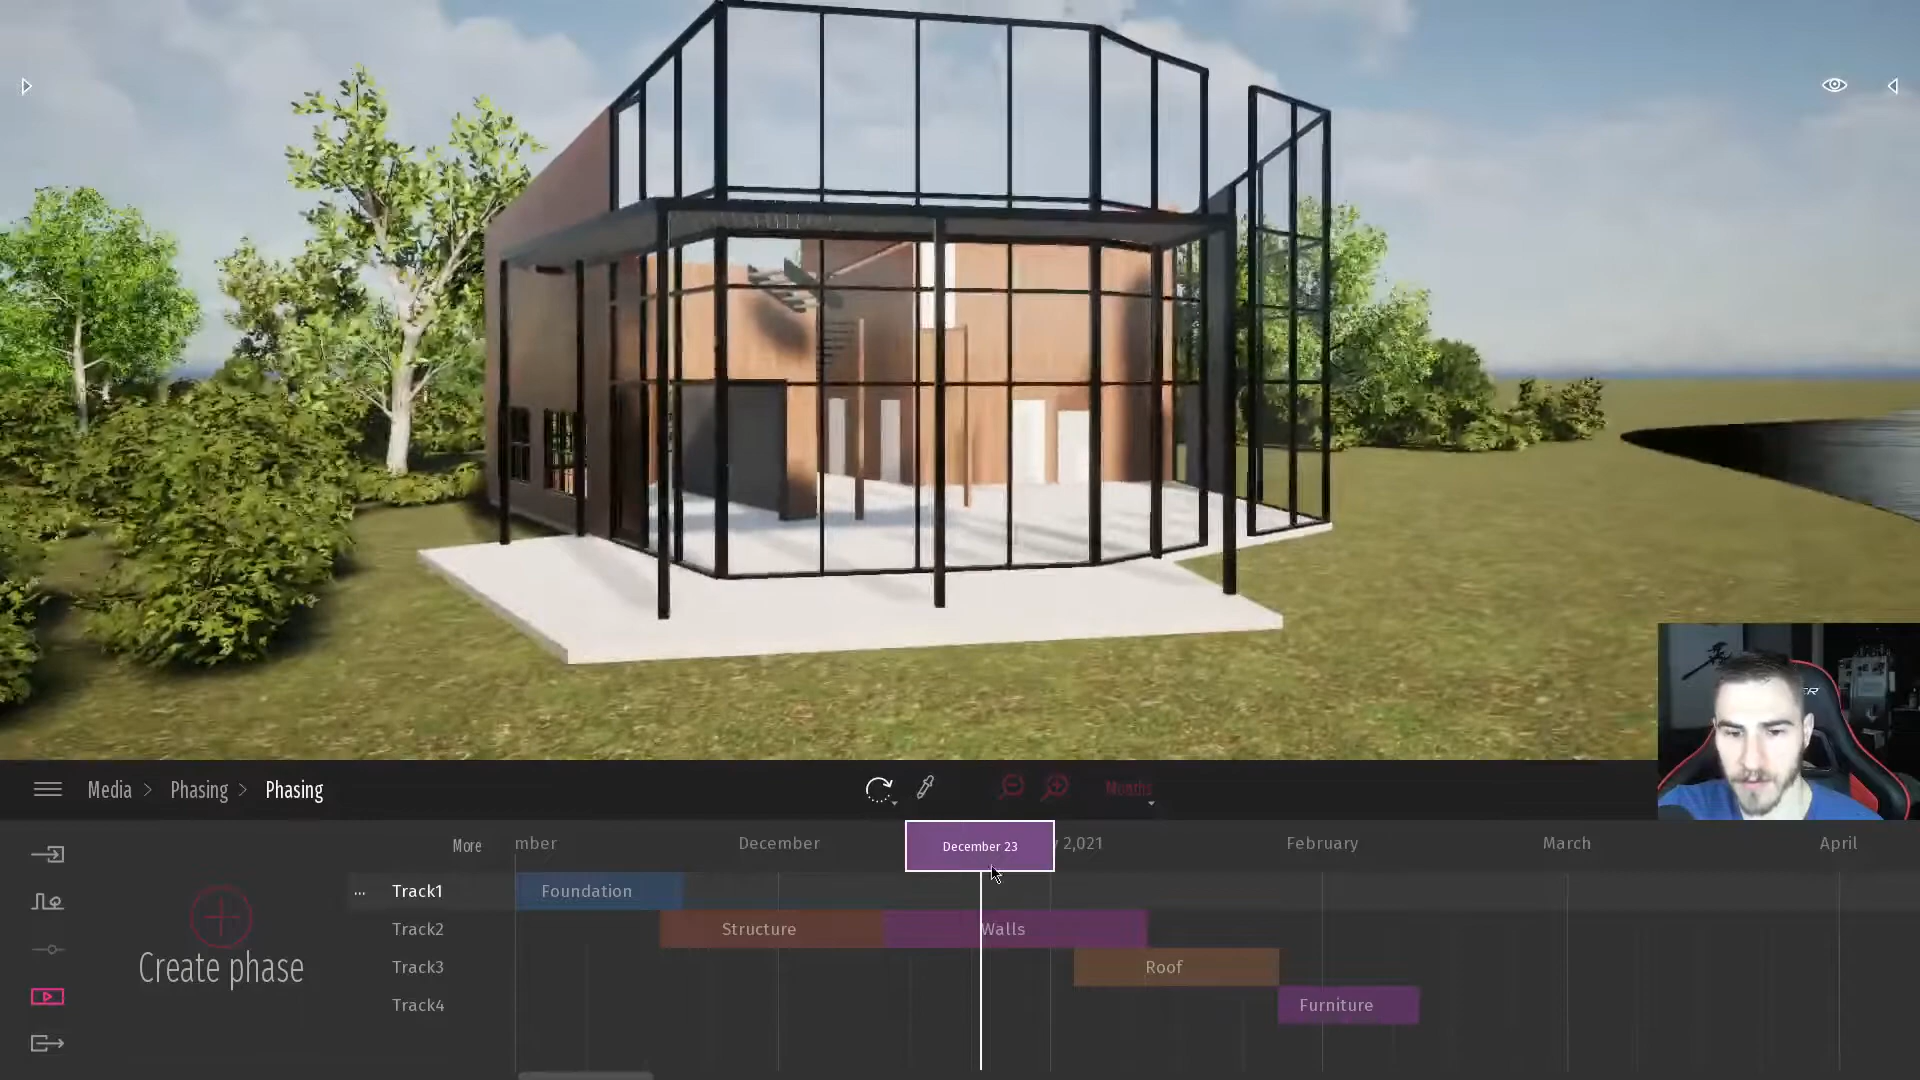 Media > Phasing > Phasing
Months
More
mber
December
December 23
2,021
February
March
April
... Track1
Foundation
Track2
Structure
Walls
Create phase
Track3
Roof
Track4
Furniture